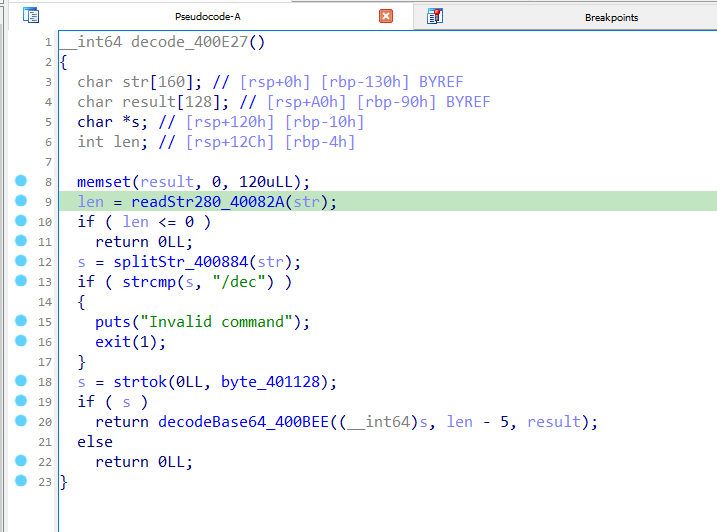 Pseudocode-A
Breakpoints
1 __int64 decode_400E27()
2 {
3 char str[160]; // [rsp+0h] [rbp-130h] BYREF
4 char result[128]; // [rsp+A0h] [rbp-90h] BYREF
5 char *s; // [rsp+120h] [rbp-10h]
6 int len; // [rsp+12Ch] [rbp-4h]
7
8 memset(result, 0, 120uLL);
9 len = readStr280_40082A(str);
10 if ( len <= 0 )
11 return 0LL;
12 s = splitStr_400884(str);
13 if ( strcmp(s, "/dec") )
14 {
15 puts("Invalid command");
16 exit(1);
17 }
18 s = strtok(0LL, byte_401128);
19 if ( s )
20 return decodeBase64_400BEE((__int64)s, len - 5, result);
21 else
22 return 0LL;
23 }